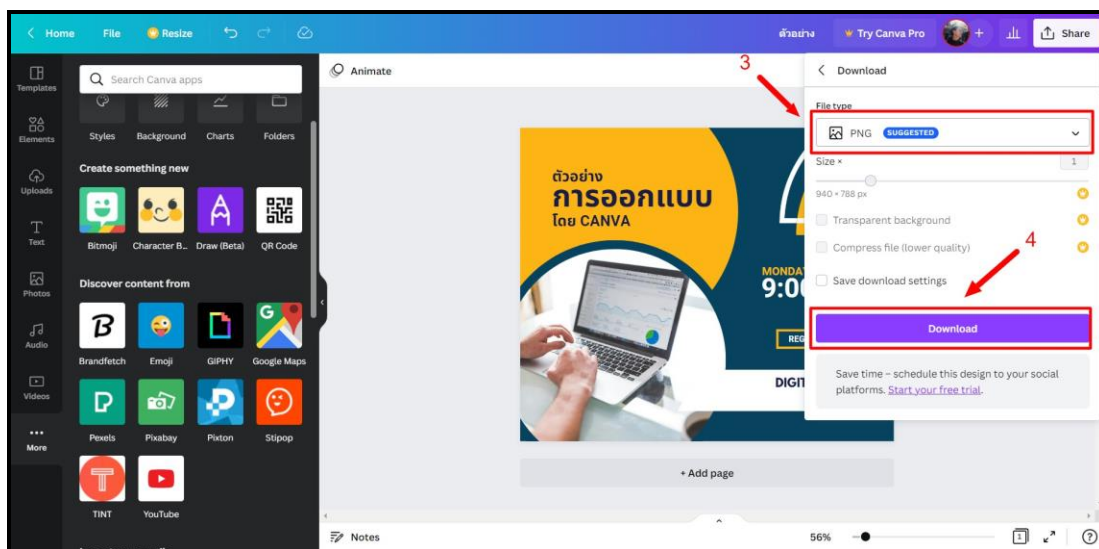 Home File Resize ตัวอย่าง Try Canva Pro + Share
Templates
Elements
Uploads
Text
Photos
Audio
Videos
More
Search Canva apps
Styles Background Charts Folders
Create something new
Bitmoji Character B... Draw (Beta) QR Code
Discover content from
Brandfetch Emoji GIPHY Google Maps
Pexels Pixabay Pixton Stipop
TINT YouTube
Animate
ตัวอย่าง
การออกแบบ
โดย CANVA
MONDA
9:00
REG
DIGIT
+ Add page
Notes 56% 1
3
Download
File type
PNG SUGGESTED
Size × 1
940 × 788 px
Transparent background
Compress file (lower quality)
4
Save download settings
Download
Save time – schedule this design to your social
platforms. Start your free trial.